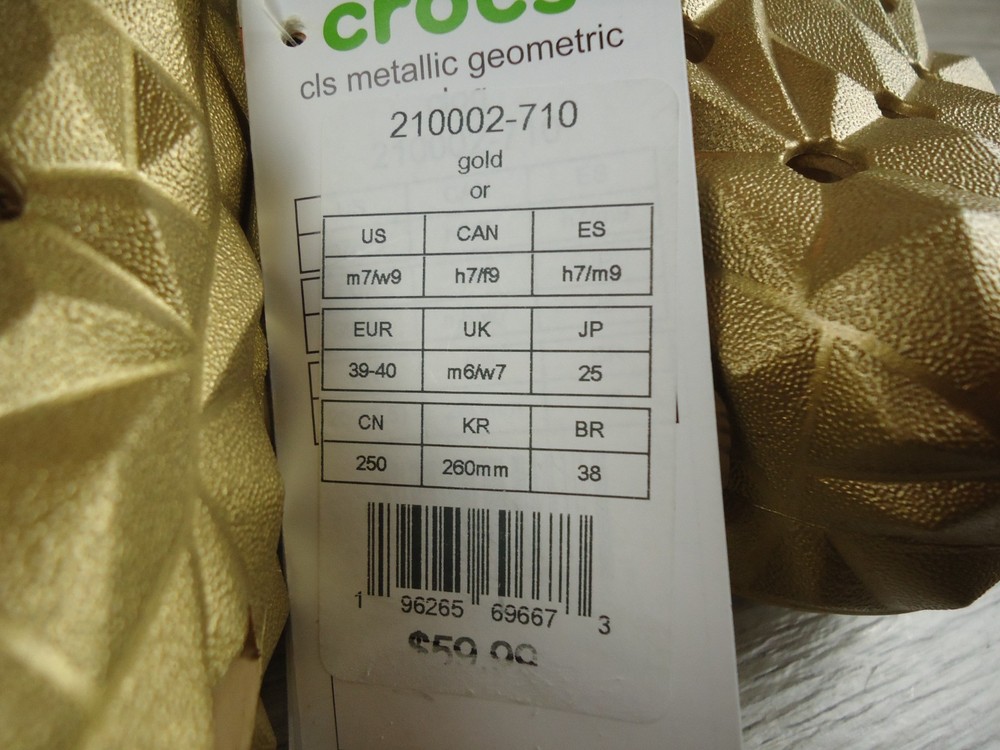 crocs
cls metallic geometric
210002-710
gold
or
US CAN ES
m7/w9 h7/f9 h7/m9
EUR UK JP
39-40 m6/w7 25
CN KR BR
250 260mm 38
1 96265 69667 3
$59.99